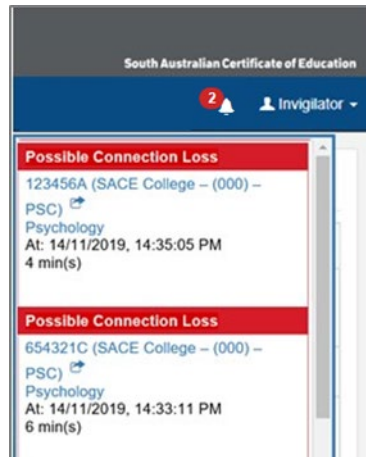 South Australian Certificate of Education
2
Invigilator
Possible Connection Loss
123456A (SACE College – (000) –
PSC)
Psychology
At: 14/11/2019, 14:35:05 PM
4 min(s)
Possible Connection Loss
654321C (SACE College – (000) –
PSC)
Psychology
At: 14/11/2019, 14:33:11 PM
6 min(s)